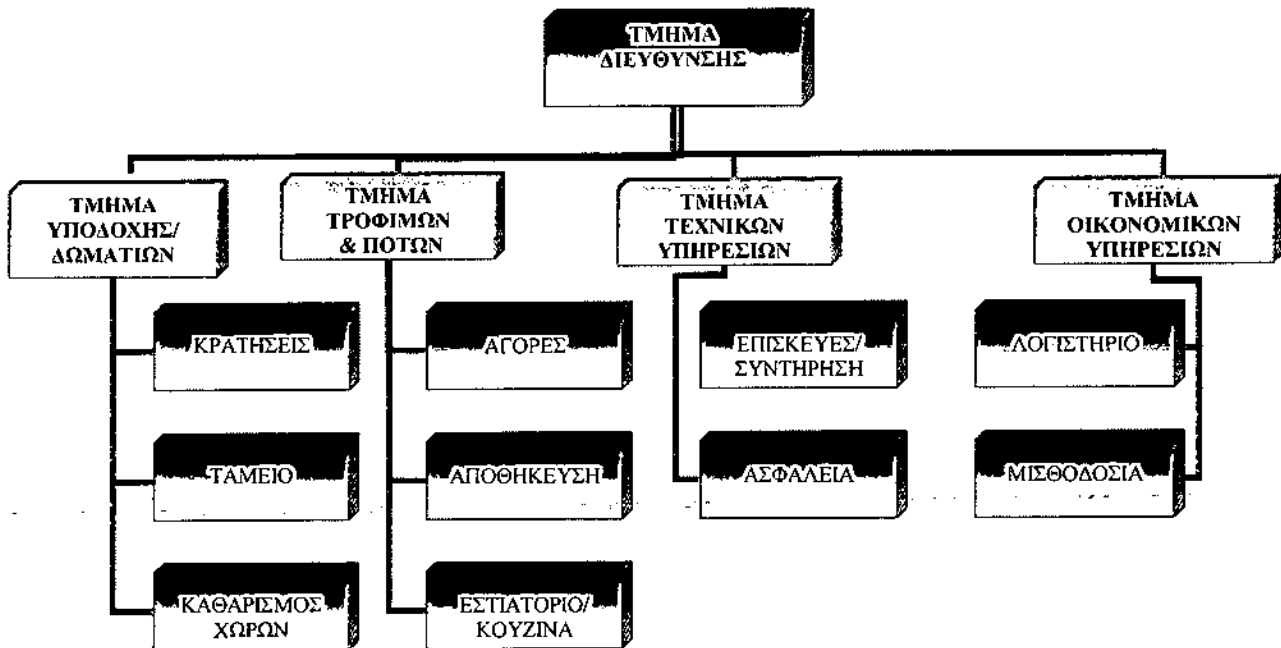 ΤΜΗΜΑ
ΔΙΕΥΘΥΝΣΗΣ
ΤΜΗΜΑ
ΥΠΟΔΟΧΗΣ/
ΔΩΜΑΤΙΩΝ
ΤΜΗΜΑ
ΤΡΟΦΙΜΩΝ
& ΠΟΤΩΝ
ΤΜΗΜΑ
ΤΕΧΝΙΚΩΝ
ΥΠΗΡΕΣΙΩΝ
ΤΜΗΜΑ
ΟΙΚΟΝΟΜΙΚΩΝ
ΥΠΗΡΕΣΙΩΝ
ΚΡΑΤΗΣΕΙΣ
ΑΓΟΡΕΣ
ΕΠΙΣΚΕΥΕΣ/
ΣΥΝΤΗΡΗΣΗ
ΛΟΓΙΣΤΗΡΙΟ
ΤΑΜΕΙΟ
ΑΠΟΘΗΚΕΥΣΗ
ΑΣΦΑΛΕΙΑ
ΜΙΣΘΟΔΟΣΙΑ
ΚΑΘΑΡΙΣΜΟΣ
ΧΩΡΩΝ
ΕΣΤΙΑΤΟΡΙΟ/
ΚΟΥΖΙΝΑ